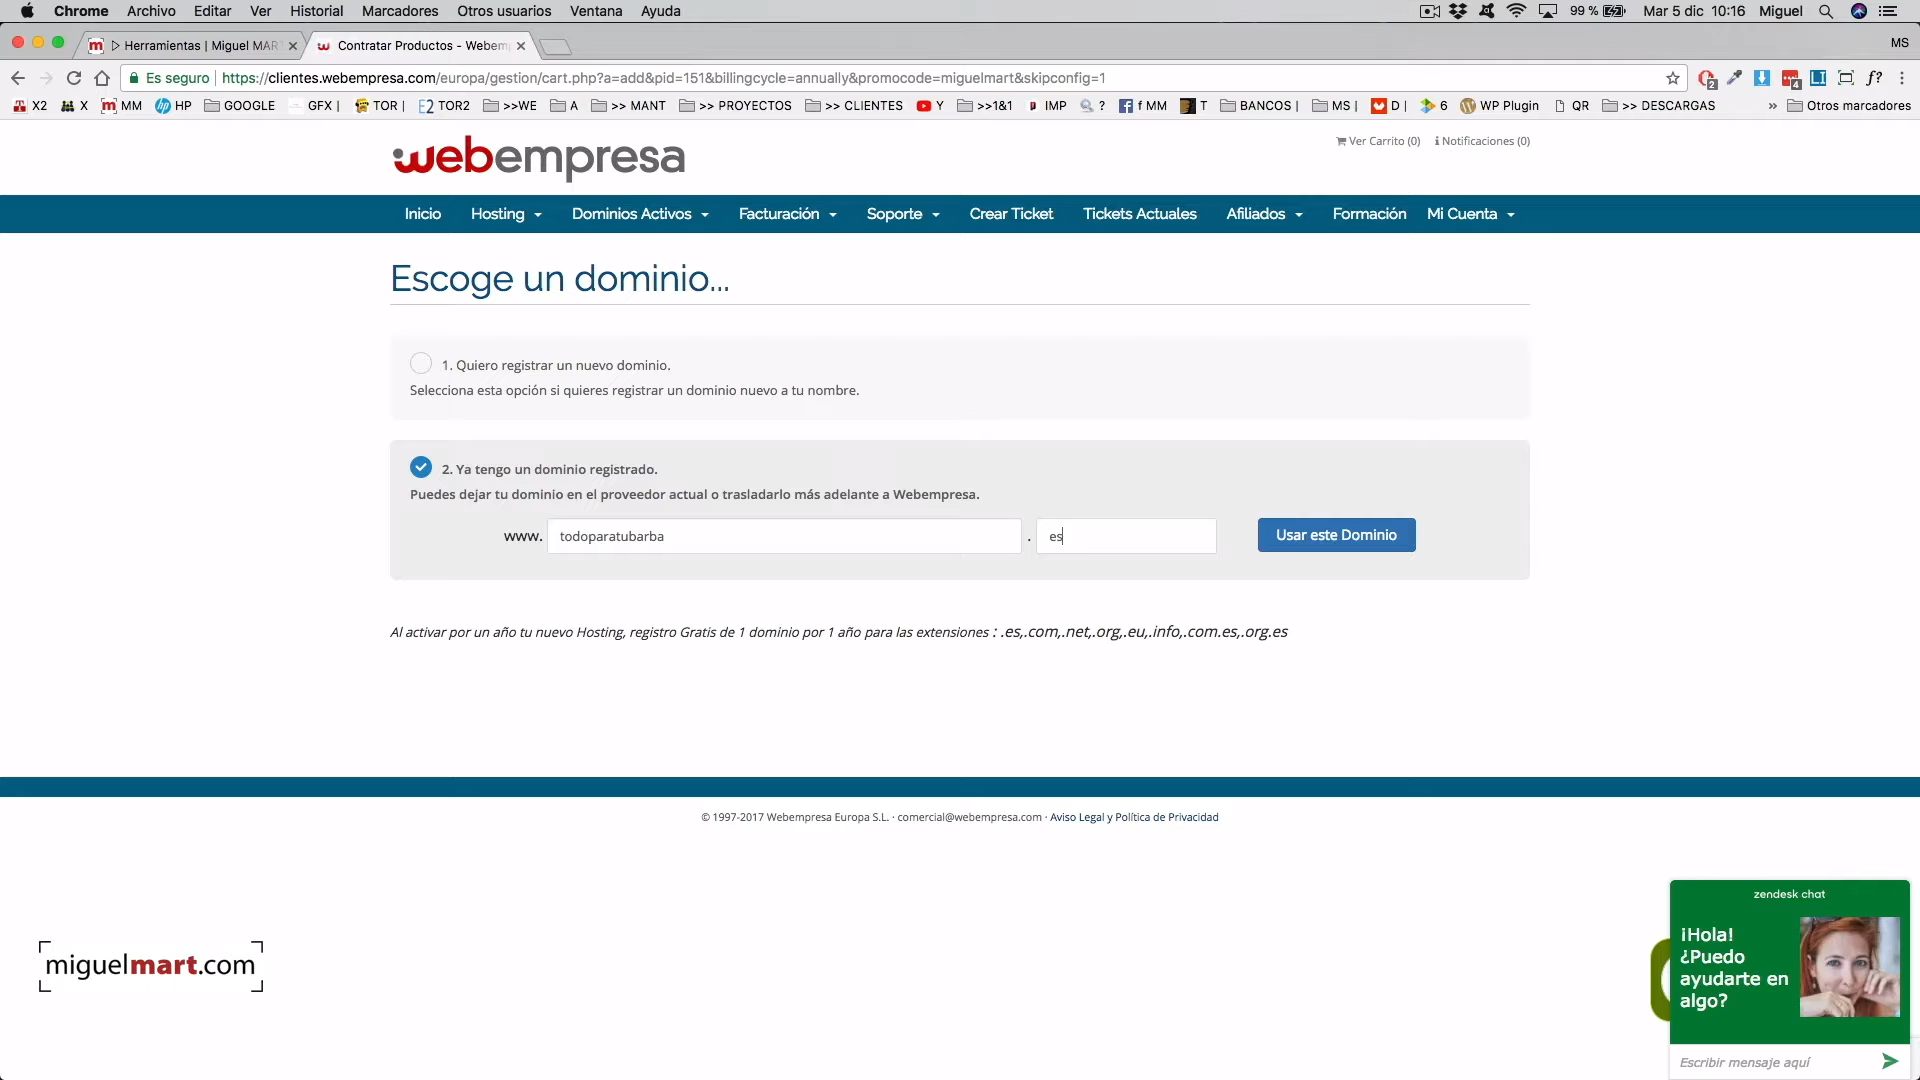 Chrome Archivo Editar Ver Historial Marcadores Otros usuarios Ventana Ayuda 99 % Mar 5 dic 10:16 Miguel
Herramientas | Miguel MAR Contratar Productos - Webem MS
Es seguro https://clientes.webempresa.com/europa/gestion/cart.php?a=add&pid=151&billingcycle=annually&promocode=miguelmart&skipconfig=1
X2 X MM HP GOOGLE GFX | TOR | TOR2 >>WE A >> MANT >> PROYECTOS >> CLIENTES Y >>1&1 IMP ? f MM T BANCOS | MS | D | 6 WP Plugin QR >> DESCARGAS » Otros marcadores
webempresa
Ver Carrito (0) Notificaciones (0)
Inicio Hosting Dominios Activos Facturación Soporte Crear Ticket Tickets Actuales Afiliados Formación Mi Cuenta
Escoge un dominio...
1. Quiero registrar un nuevo dominio.
Selecciona esta opción si quieres registrar un dominio nuevo a tu nombre.
2. Ya tengo un dominio registrado.
Puedes dejar tu dominio en el proveedor actual o trasladarlo más adelante a Webempresa.
www. todoparatubarba . es Usar este Dominio
Al activar por un año tu nuevo Hosting, registro Gratis de 1 dominio por 1 año para las extensiones : .es,.com,.net,.org,.eu,.info,.com.es,.org.es
© 1997-2017 Webempresa Europa S.L. · comercial@webempresa.com · Aviso Legal y Política de Privacidad
miguelmart.com
zendesk chat
¡Hola!
¿Puedo
ayudarte en
algo?
Escribir mensaje aquí